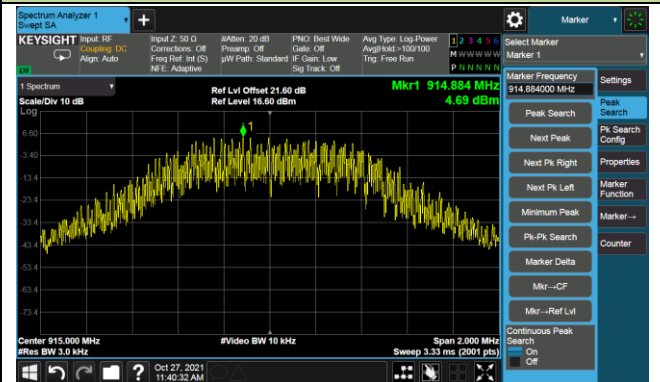 Spectrum Analyzer 1
Swept SA
+
Marker
KEYSIGHT
Input: RF
Coupling: DC
Align: Auto
Input Z: 50 Ω
Corrections: Off
Freq Ref: Int (S)
NFE: Adaptive
#Atten: 20 dB
Preamp: Off
µW Path: Standard
PNO: Best Wide
Gate: Off
IF Gain: Low
Sig Track: Off
Avg Type: Log-Power
Avg|Hold:>100/100
Trig: Free Run
1 2 3 4 5 6
M W W W W W
P N N N N N
Select Marker
Marker 1
1 Spectrum
Scale/Div 10 dB
Log
Ref Lvl Offset 21.60 dB
Ref Level 16.60 dBm
Mkr1 914.884 MHz
4.69 dBm
1
6.60
-3.40
-13.4
-23.4
-33.4
-43.4
-53.4
-63.4
-73.4
Center 915.000 MHz
#Res BW 3.0 kHz
#Video BW 10 kHz
Span 2.000 MHz
Sweep 3.33 ms (2001 pts)
Marker Frequency
914.884000 MHz
Peak Search
Next Peak
Next Pk Right
Next Pk Left
Minimum Peak
Pk-Pk Search
Marker Delta
Mkr→CF
Mkr→Ref Lvl
Continuous Peak
Search
On
Off
Settings
Peak
Search
Pk Search
Config
Properties
Marker
Function
Marker→
Counter
?
Oct 27, 2021
11:40:32 AM